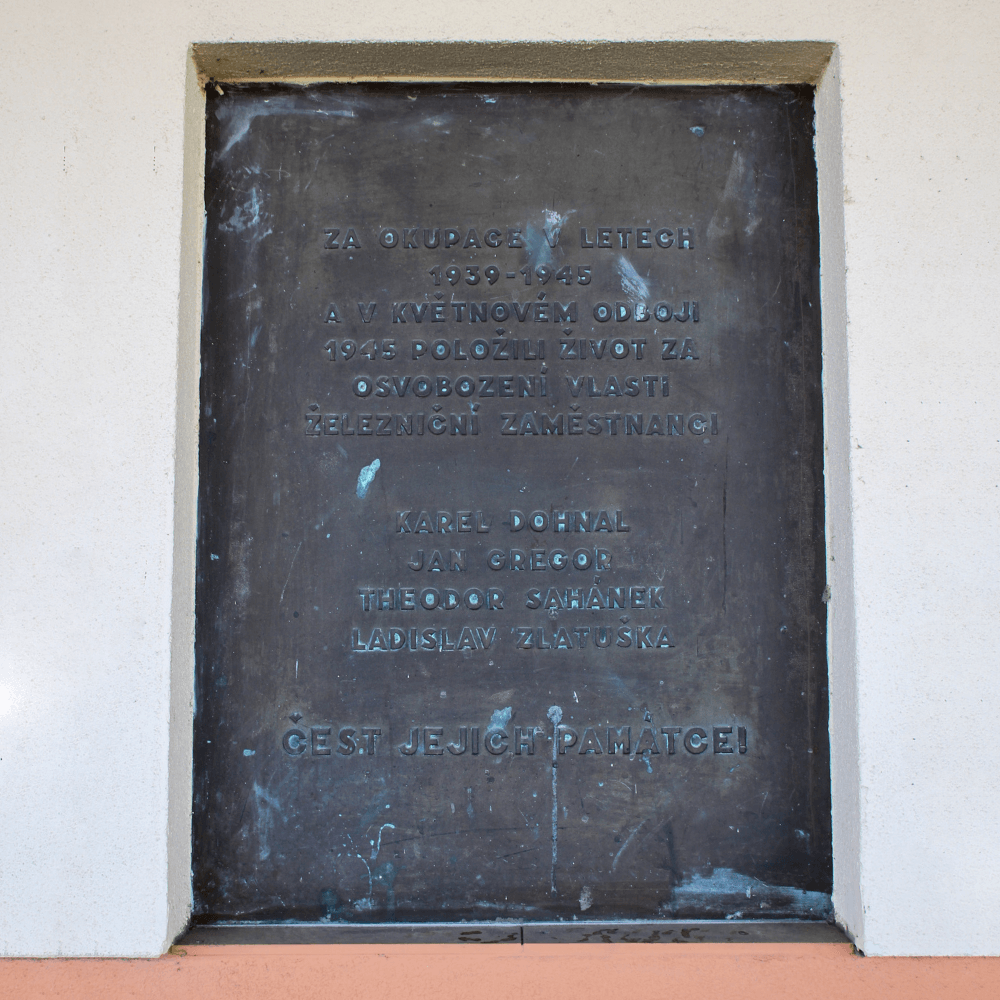 ZA OKUPACE V LETECH
1939-1945
A V KVĚTNOVÉM ODBOJI
1945 POLOŽILI ŽIVOT ZA
OSVOBOZENÍ VLASTI
ŽELEZNIČNÍ ZAMĚSTNANCI
KAREL DOHNAL
JAN GREGOR
THEODOR SAHÁNEK
LADISLAV ZLATUŠKA
ČEST JEJICH PAMÁTCE!